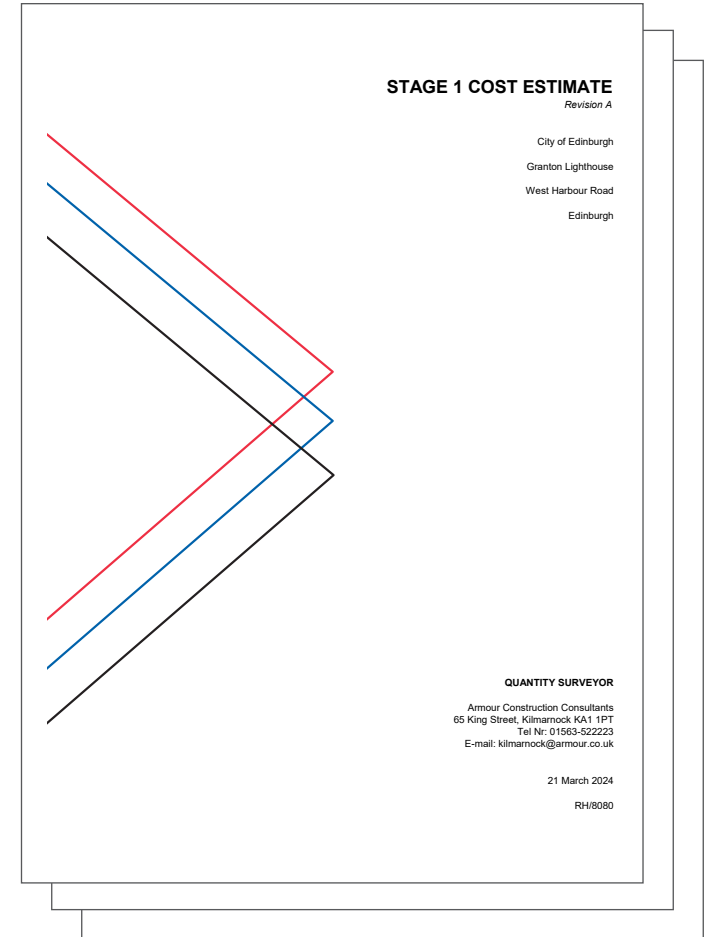 STAGE 1 COST ESTIMATE
Revision A
City of Edinburgh
Granton Lighthouse
West Harbour Road
Edinburgh
QUANTITY SURVEYOR
Armour Construction Consultants
65 King Street, Kilmarnock KA1 1PT
Tel Nr: 01563-522223
E-mail: kilmarnock@armour.co.uk
21 March 2024
RH/8080